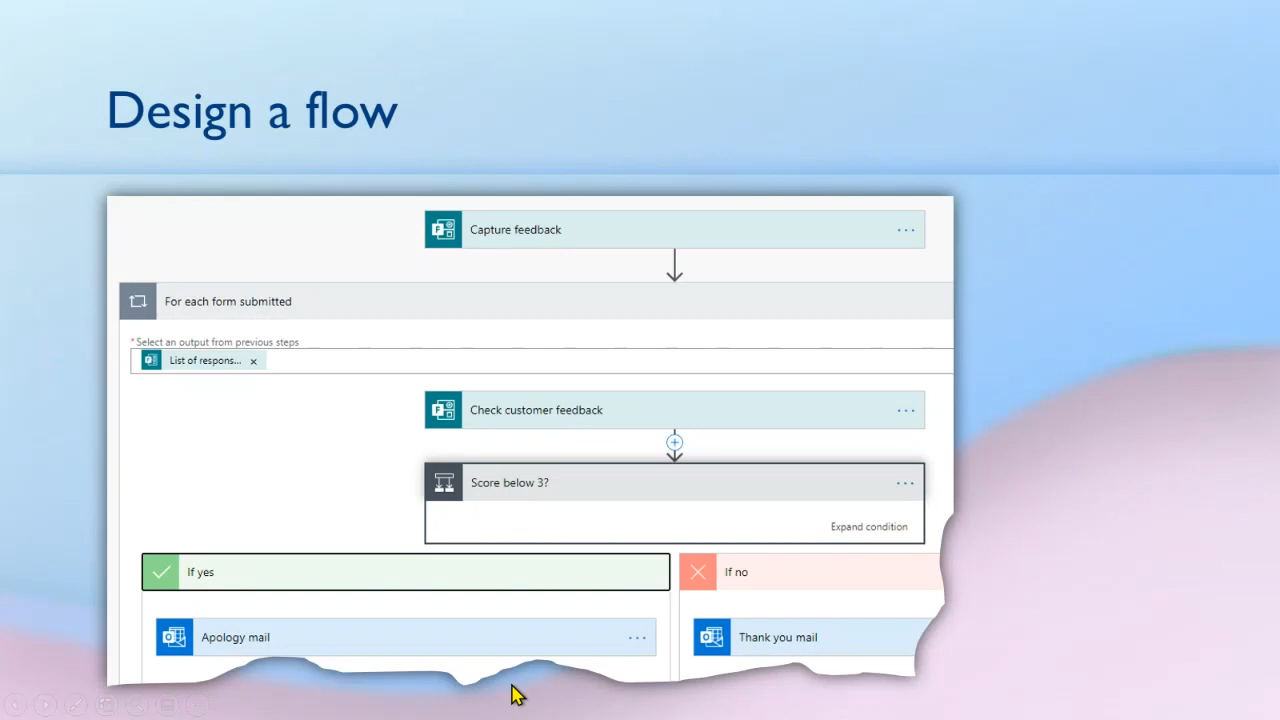 Design a flow
Capture feedback
For each form submitted
*Select an output from previous steps
List of respons... x
Check customer feedback
Score below 3?
Expand condition
If yes
If no
Apology mail
Thank you mail